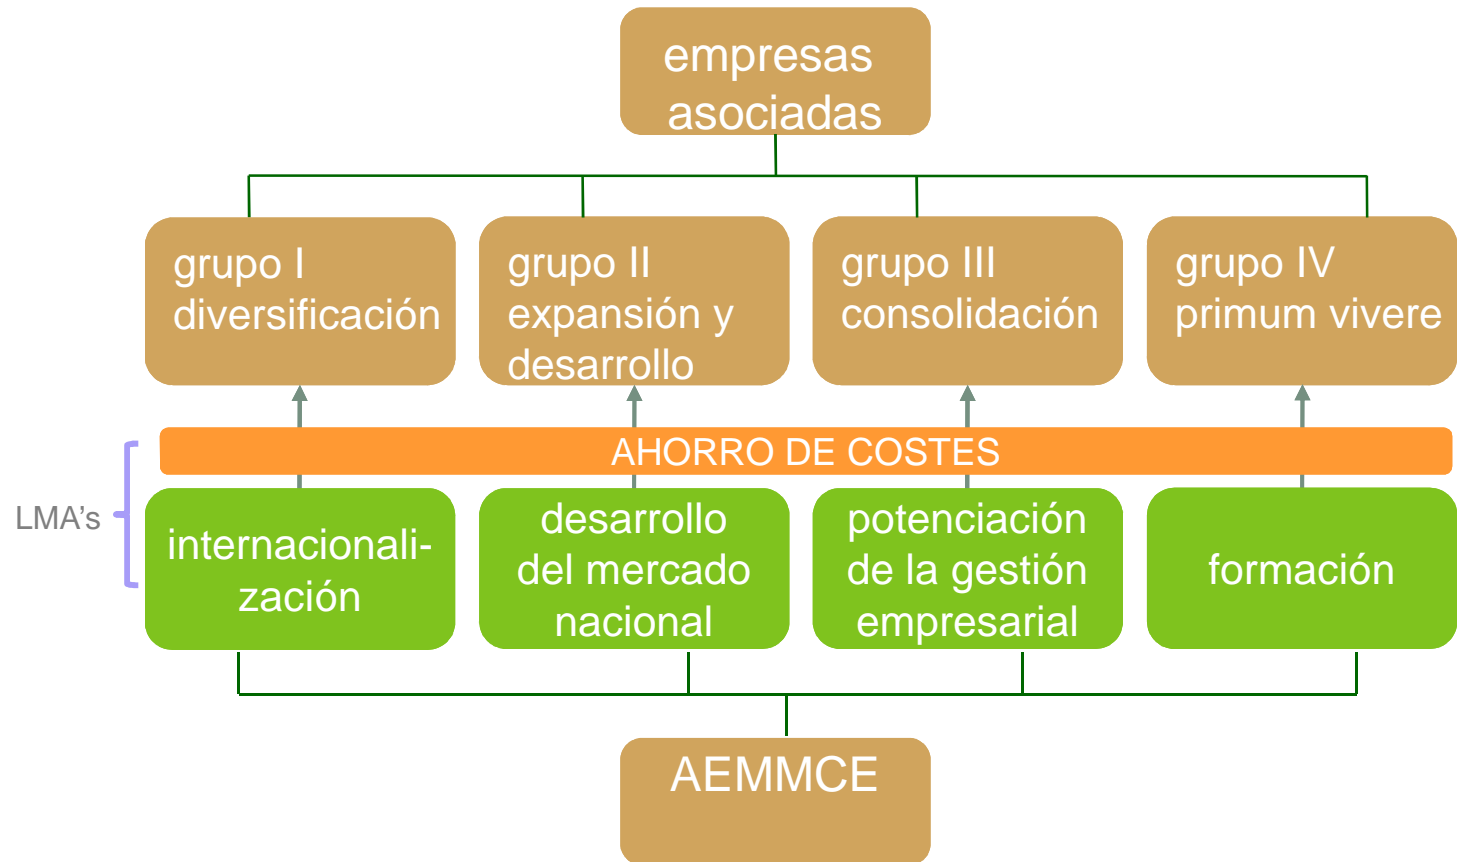 empresas
asociadas
grupo I
diversificación
grupo II
expansión y
desarrollo
grupo III
consolidación
grupo IV
primum vivere
AHORRO DE COSTES
LMA’s
internacionali-
zación
desarrollo
del mercado
nacional
potenciación
de la gestión
empresarial
formación
AEMMCE